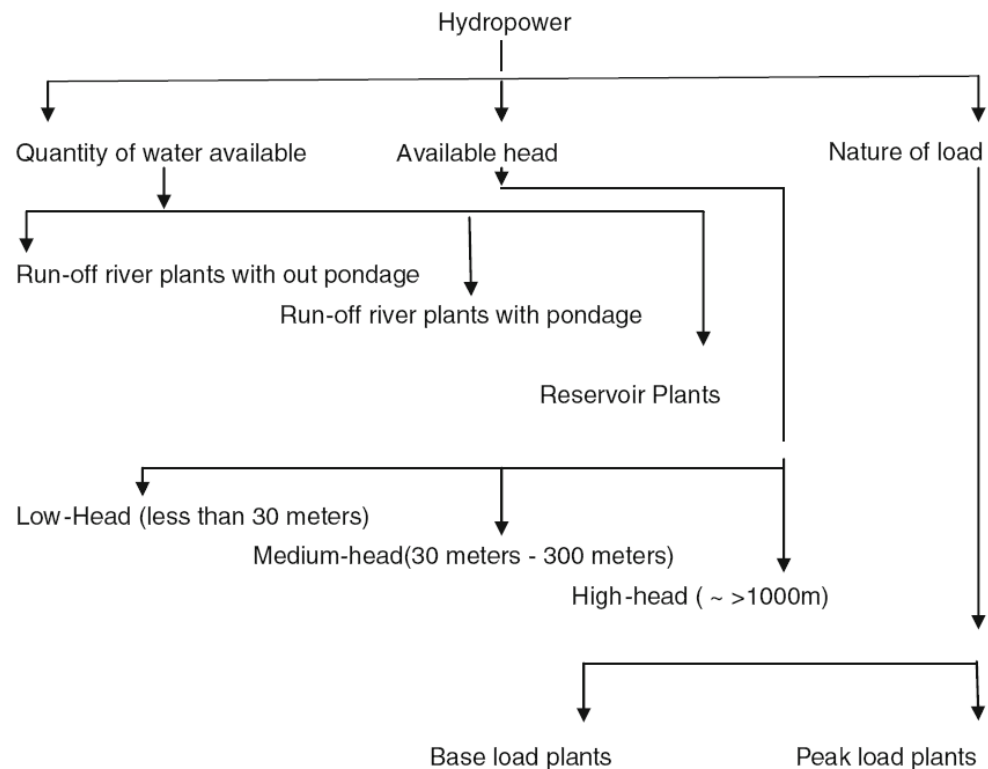 Hydropower
Quantity of water available
Available head
Nature of load
Run-off river plants with out pondage
Run-off river plants with pondage
Reservoir Plants
Low-Head (less than 30 meters)
Medium-head(30 meters - 300 meters)
High-head ( ~ >1000m)
Base load plants
Peak load plants